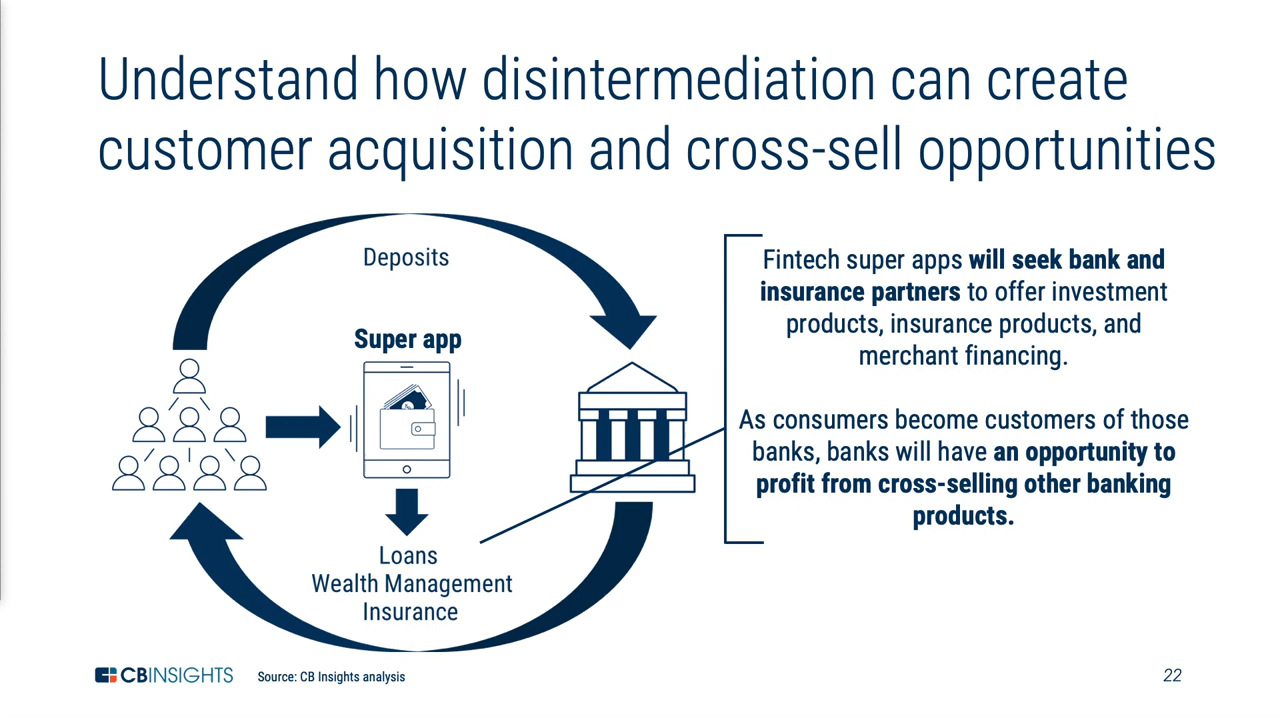 Understand how disintermediation can create
customer acquisition and cross-sell opportunities
Deposits
Super app
Loans
Wealth Management
Insurance
Fintech super apps will seek bank and
insurance partners to offer investment
products, insurance products, and
merchant financing.
As consumers become customers of those
banks, banks will have an opportunity to
profit from cross-selling other banking
products.
CBINSIGHTS
Source: CB Insights analysis
22